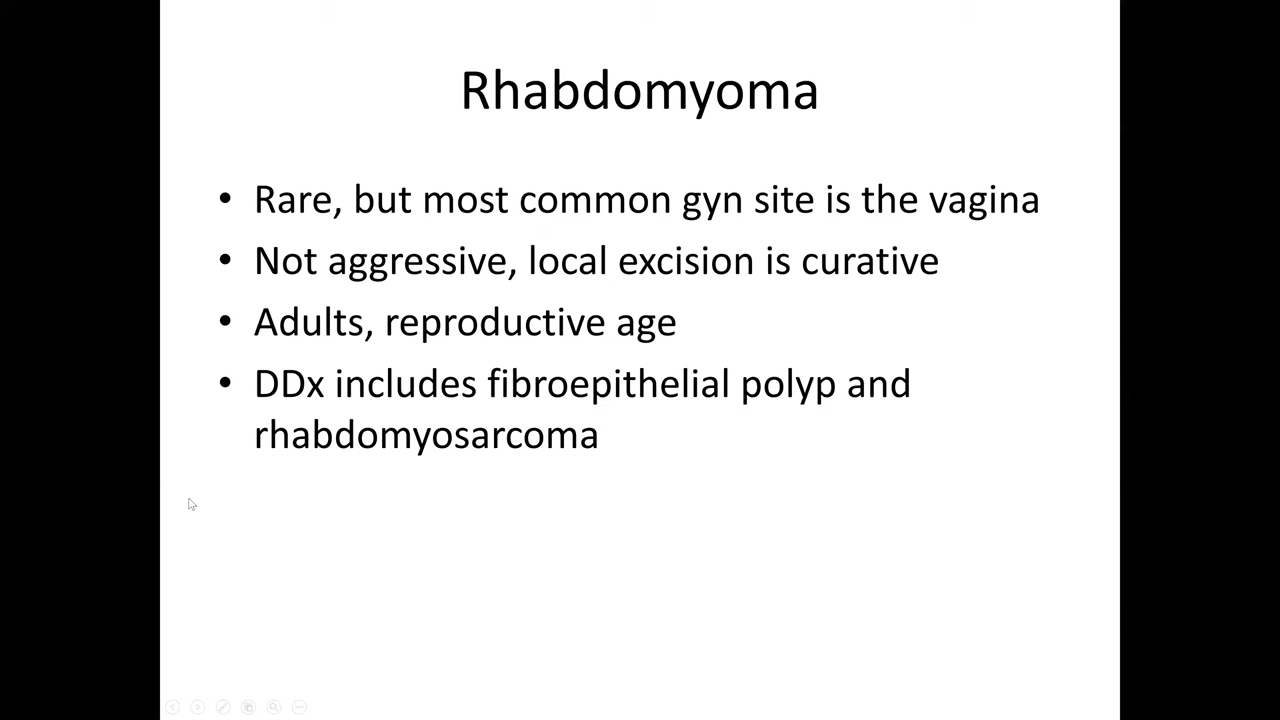 Rhabdomyoma
• Rare, but most common gyn site is the vagina
• Not aggressive, local excision is curative
• Adults, reproductive age
• DDx includes fibroepithelial polyp and
rhabdomyosarcoma